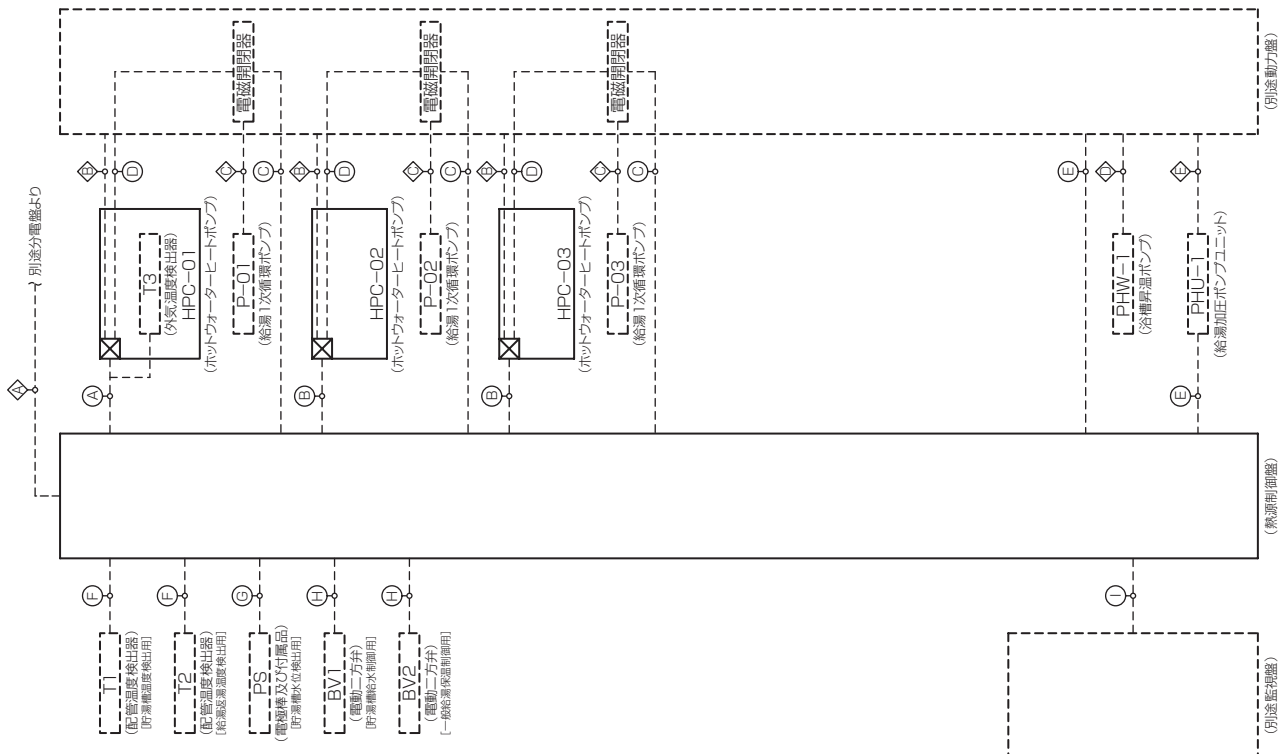 A
別途分電盤より
T1
(配管温度検出器)
[貯湯槽温度検出用]
F
T2
(配管温度検出器)
[給湯返湯温度検出用]
F
PS
(電極棒及び付属品)
[貯湯槽水位検出用]
G
BV1
(電動二方弁)
[貯湯槽給水制御用]
H
BV2
(電動二方弁)
[一般給湯保温制御用]
H
A
T3
(外気温度検出器)
HPC-01
(ホットウォーターヒートポンプ)
B
D
P-01
(給湯1次循環ポンプ)
C
電磁開閉器
C
B
HPC-02
(ホットウォーターヒートポンプ)
B
D
P-02
(給湯1次循環ポンプ)
C
電磁開閉器
C
B
HPC-03
(ホットウォーターヒートポンプ)
B
D
P-03
(給湯1次循環ポンプ)
C
電磁開閉器
C
E
PHW-1
(浴槽昇温ポンプ)
D
I
E
PHU-1
(給湯加圧ポンプユニット)
E
(別途監視盤)
(熱源制御盤)
(別途動力盤)